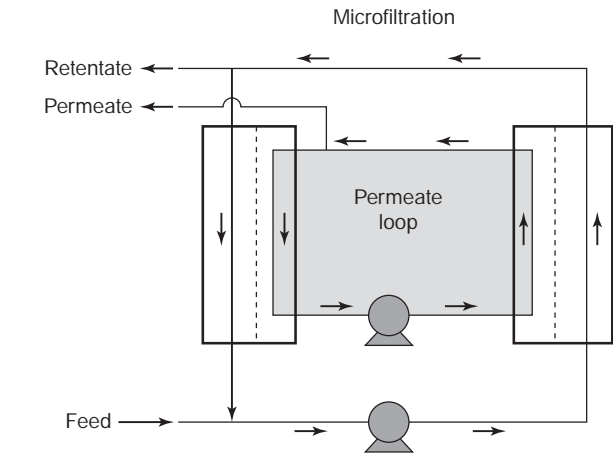 Microfiltration
Retentate
Permeate
Permeate
loop
Feed